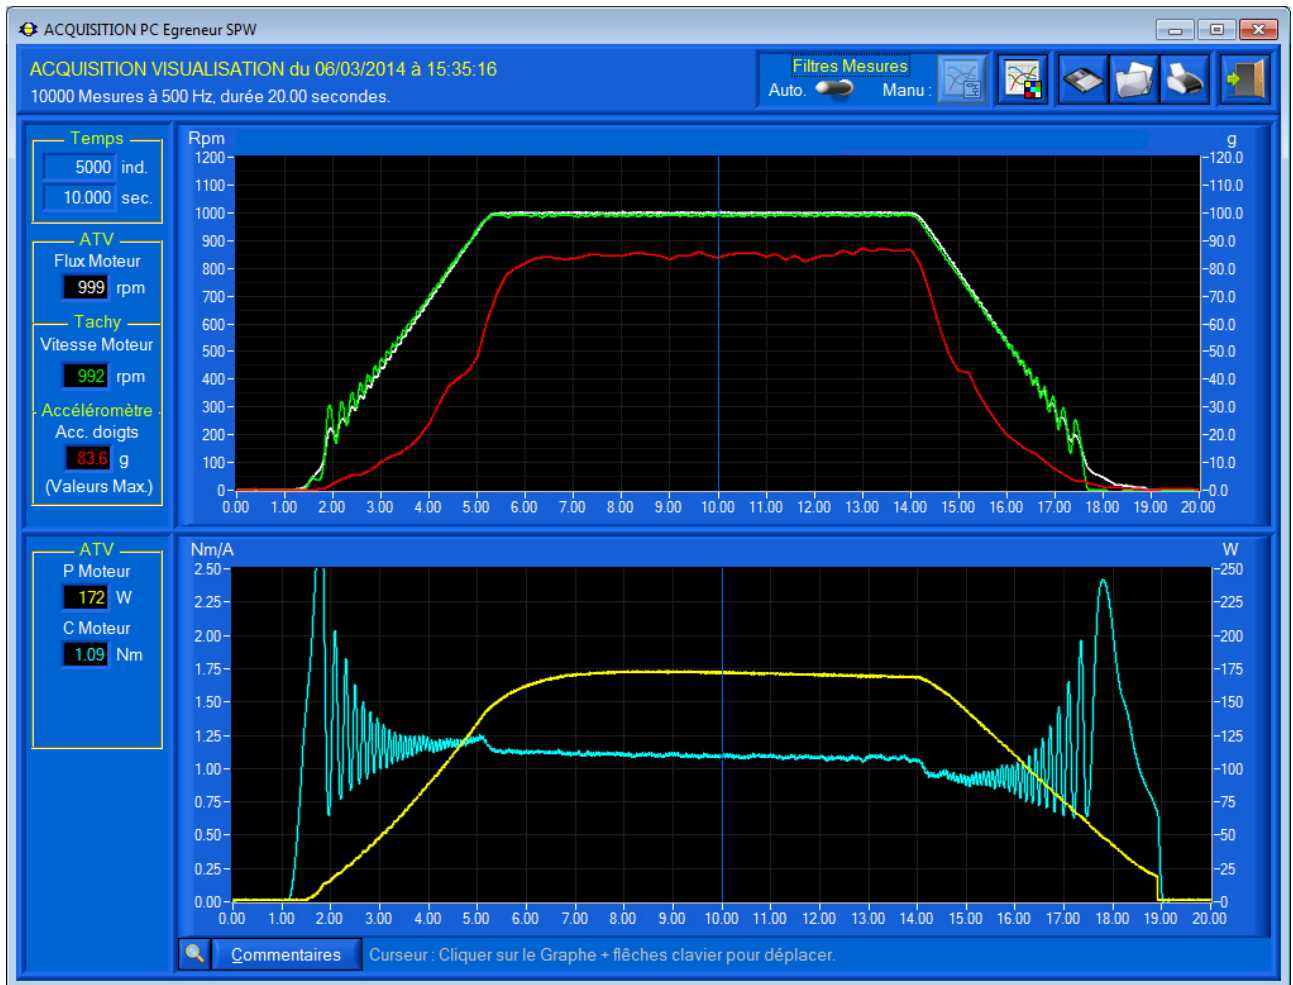 ACQUISITION PC Egreneur SPW
ACQUISITION VISUALISATION du 06/03/2014 à 15:35:16
10000 Mesures à 500 Hz, durée 20.00 secondes.
Filtres Mesures
Auto. Manu :
Temps
5000 ind.
10.000 sec.
ATV
Flux Moteur
999 rpm
Tachy
Vitesse Moteur
992 rpm
Accéléromètre
Acc. doigts
83.6 g
(Valeurs Max.)
Rpm
1200
1100
1000
900
800
700
600
500
400
300
200
100
0
g
120.0
110.0
100.0
90.0
80.0
70.0
60.0
50.0
40.0
30.0
20.0
10.0
0.0
0.00 1.00 2.00 3.00 4.00 5.00 6.00 7.00 8.00 9.00 10.00 11.00 12.00 13.00 14.00 15.00 16.00 17.00 18.00 19.00 20.00
ATV
P Moteur
172 W
C Moteur
1.09 Nm
Nm/A
2.50
2.25
2.00
1.75
1.50
1.25
1.00
0.75
0.50
0.25
0.00
W
250
225
200
175
150
125
100
75
50
25
0
0.00 1.00 2.00 3.00 4.00 5.00 6.00 7.00 8.00 9.00 10.00 11.00 12.00 13.00 14.00 15.00 16.00 17.00 18.00 19.00 20.00
Commentaires Curseur : Cliquer sur le Graphe + flêches clavier pour déplacer.